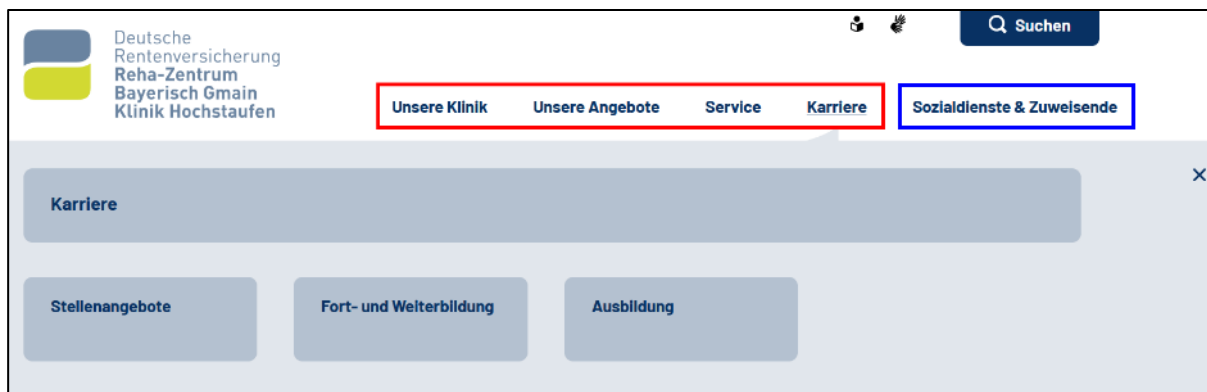 Deutsche
Rentenversicherung
Reha-Zentrum
Bayerisch Gmain
Klinik Hochstaufen
Suchen
Unsere Klinik Unsere Angebote Service Karriere Sozialdienste & Zuweisende
Karriere
Stellenangebote Fort- und Weiterbildung Ausbildung